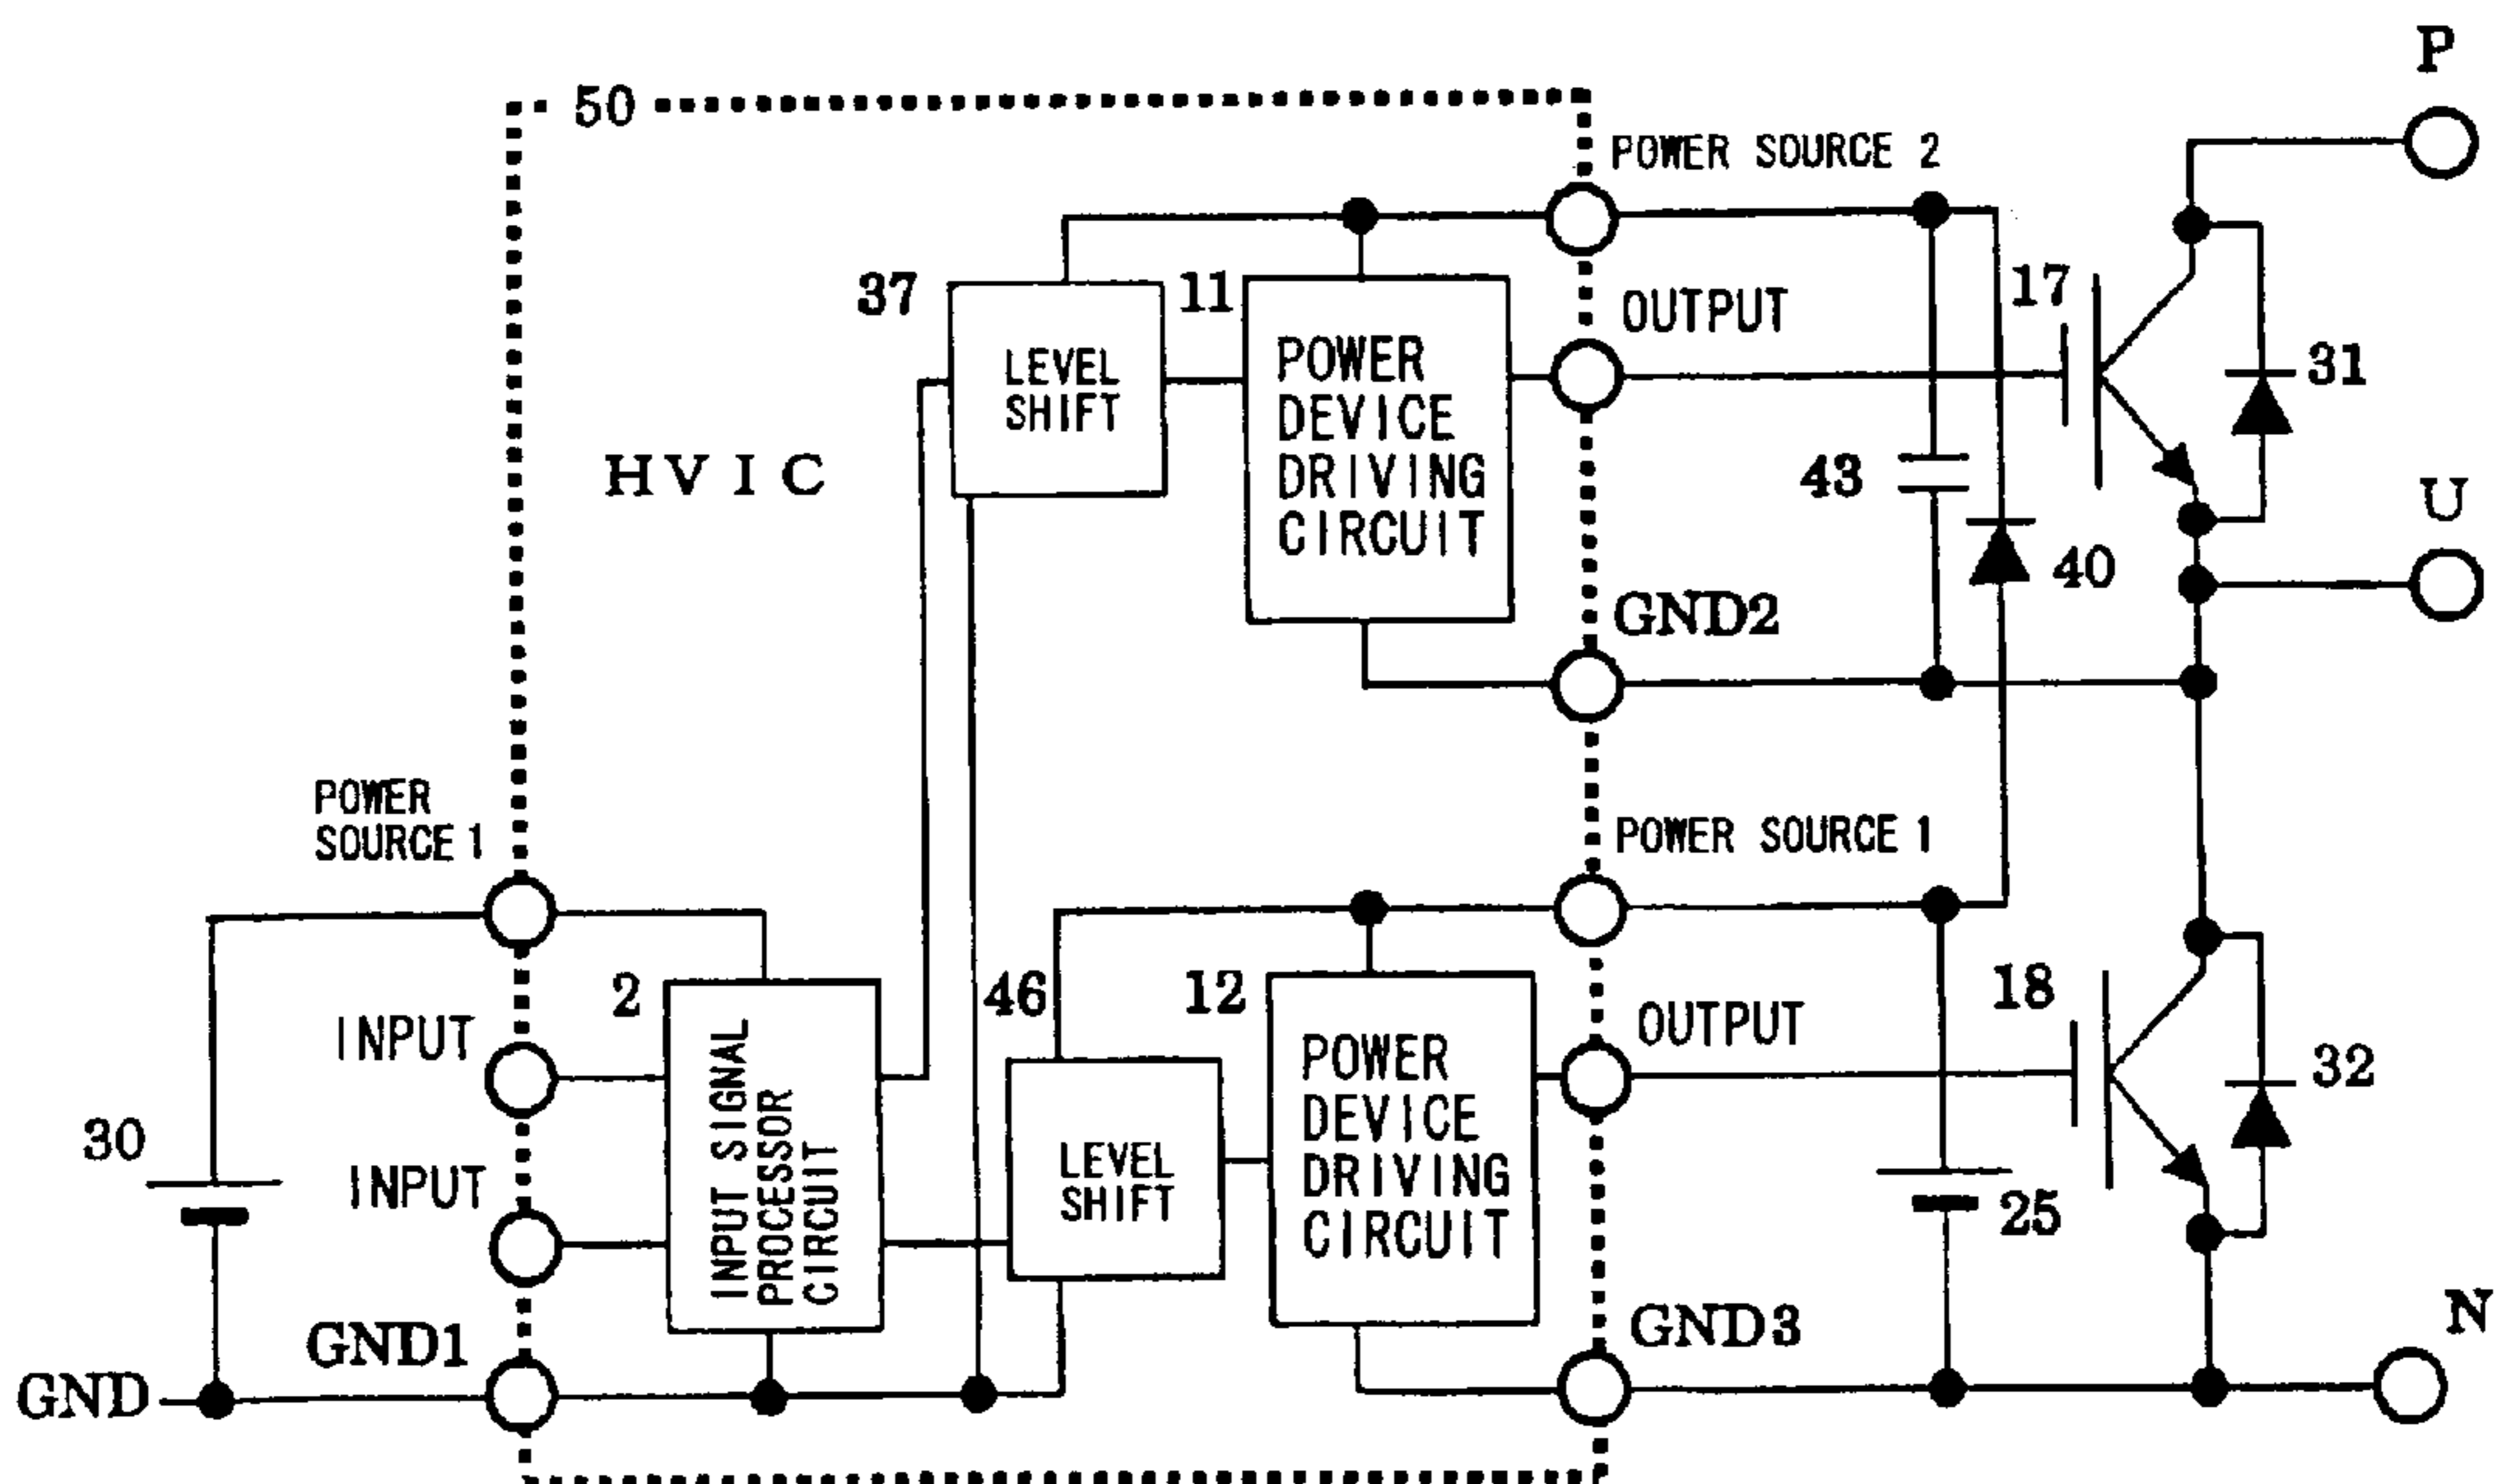 P
50
POWER SOURCE 2
37
11
17
OUTPUT
31
LEVEL
SHIFT
POWER
DEVICE
DRIVING
CIRCUIT
HVIC
43
40
U
GND2
POWER
SOURCE 1
POWER SOURCE 1
2
46
12
18
OUTPUT
INPUT
32
INPUT SIGNAL
PROCESSOR
CIRCUIT
POWER
DEVICE
DRIVING
CIRCUIT
30
INPUT
LEVEL
SHIFT
25
GND1
GND3
N
GND